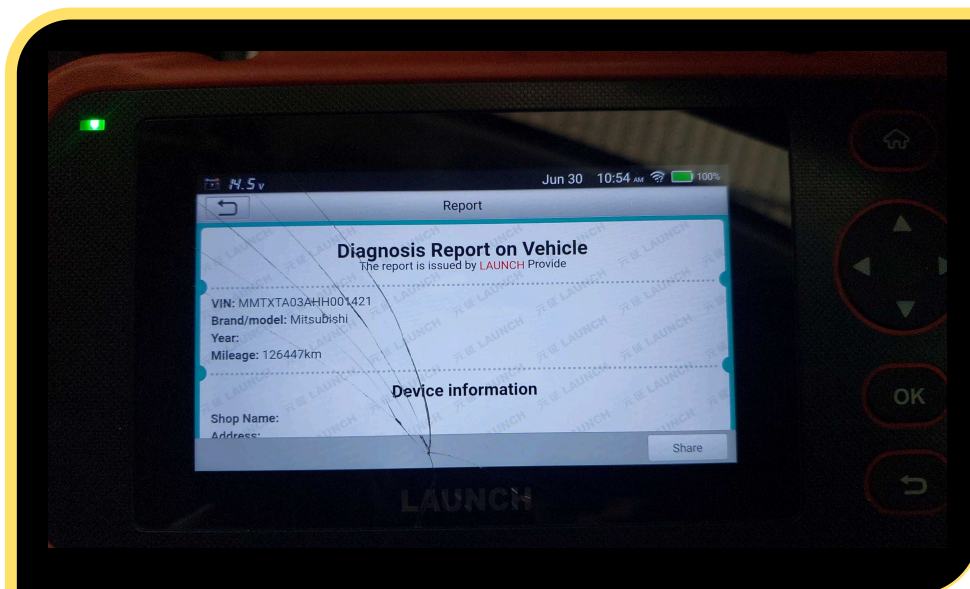 14.5 v
Jun 30 10:54 AM 100%
Report
Diagnosis Report on Vehicle
The report is issued by LAUNCH Provide
VIN: MMTXTA03AHH001421
Brand/model: Mitsubishi
Year:
Mileage: 126447km
Device information
Shop Name:
Address:
Share
OK
LAUNCH